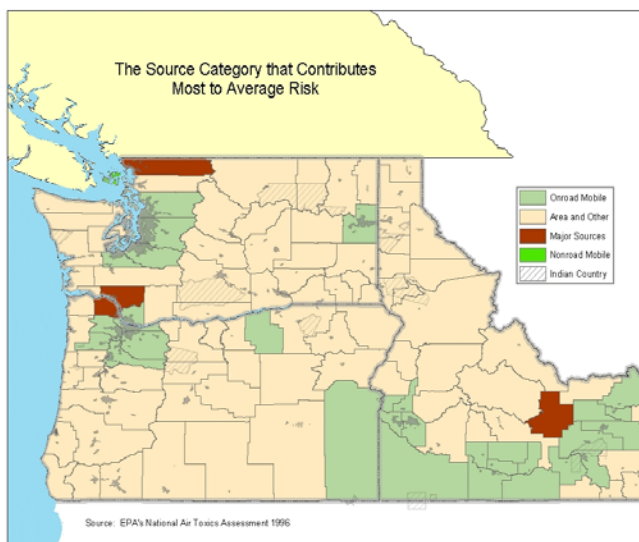 The Source Category that Contributes
Most to Average Risk
Onroad Mobile
Area and Other
Major Sources
Nonroad Mobile
Indian Country
Source: EPA's National Air Toxics Assessment 1996